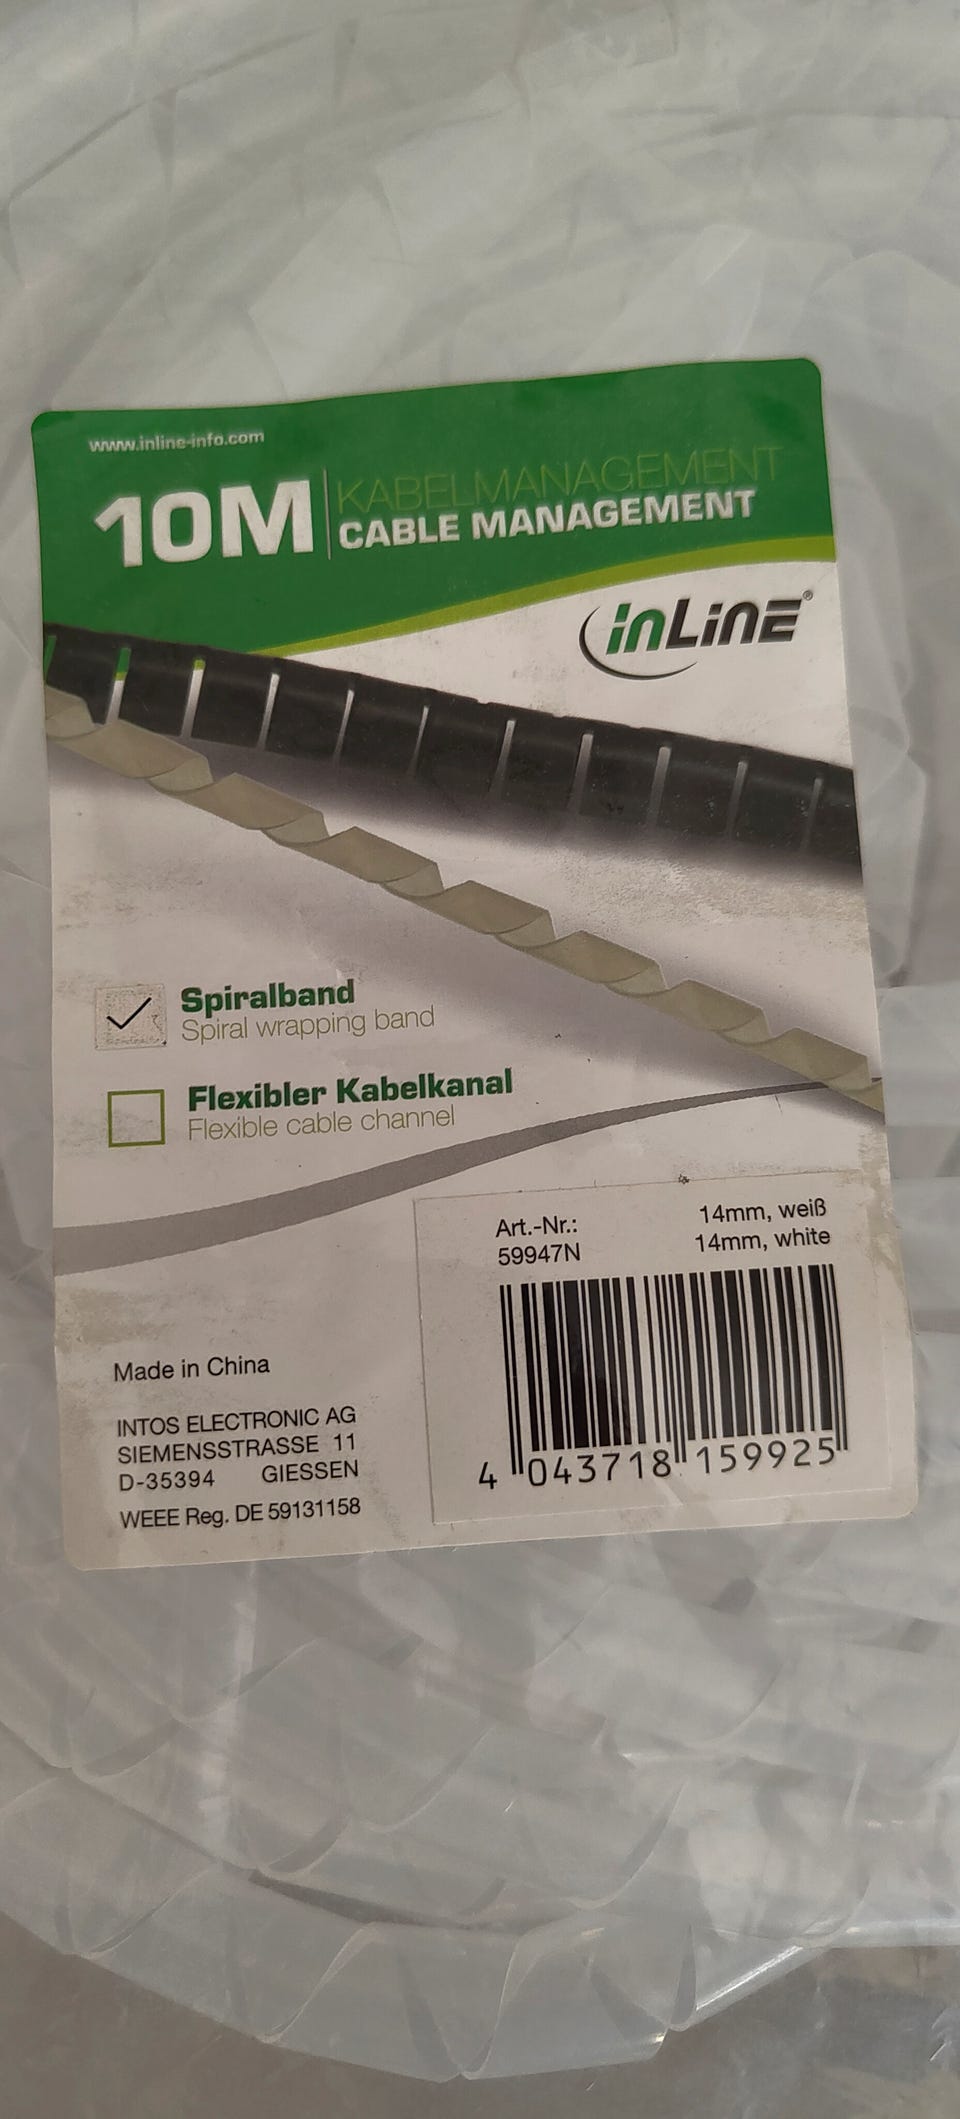 www.inline-info.com
10M
KABELMANAGEMENT
CABLE MANAGEMENT
inLine®
Spiralband
Spiral wrapping band
Flexibler Kabelkanal
Flexible cable channel
Art.-Nr.:
59947N
14mm, weiß
14mm, white
4 043718 159925
Made in China
INTOS ELECTRONIC AG
SIEMENSSTRASSE 11
D-35394 GIESSEN
WEEE Reg. DE 59131158